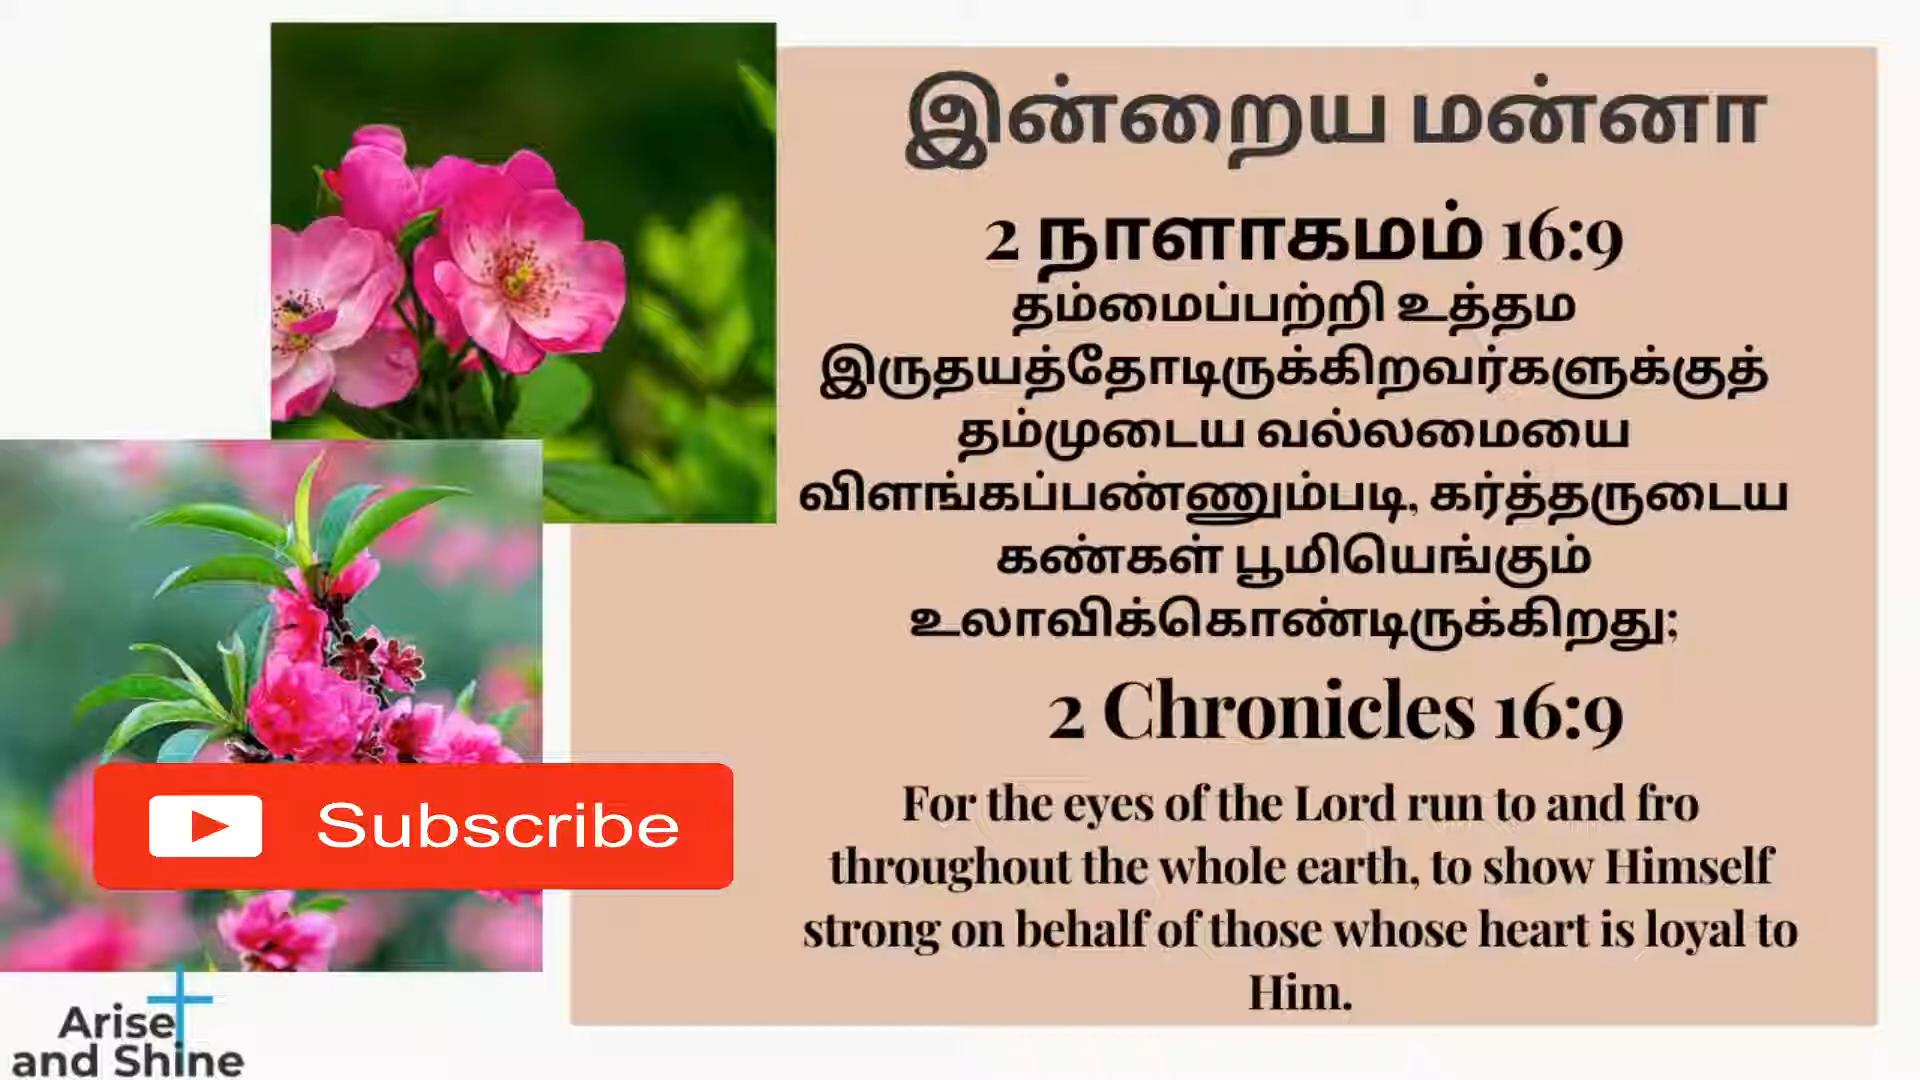 இன்றைய மன்னா
2 நாளாகமம் 16:9
தம்மைப்பற்றி உத்தம
இருதயத்தோடிருக்கிறவர்களுக்குத்
தம்முடைய வல்லமையை
விளங்கப்பண்ணும்படி, கர்த்தருடைய
கண்கள் பூமியெங்கும்
உலாவிக்கொண்டிருக்கிறது;
2 Chronicles 16:9
For the eyes of the Lord run to and fro
throughout the whole earth, to show Himself
strong on behalf of those whose heart is loyal to
Him.
Subscribe
Arise
and Shine